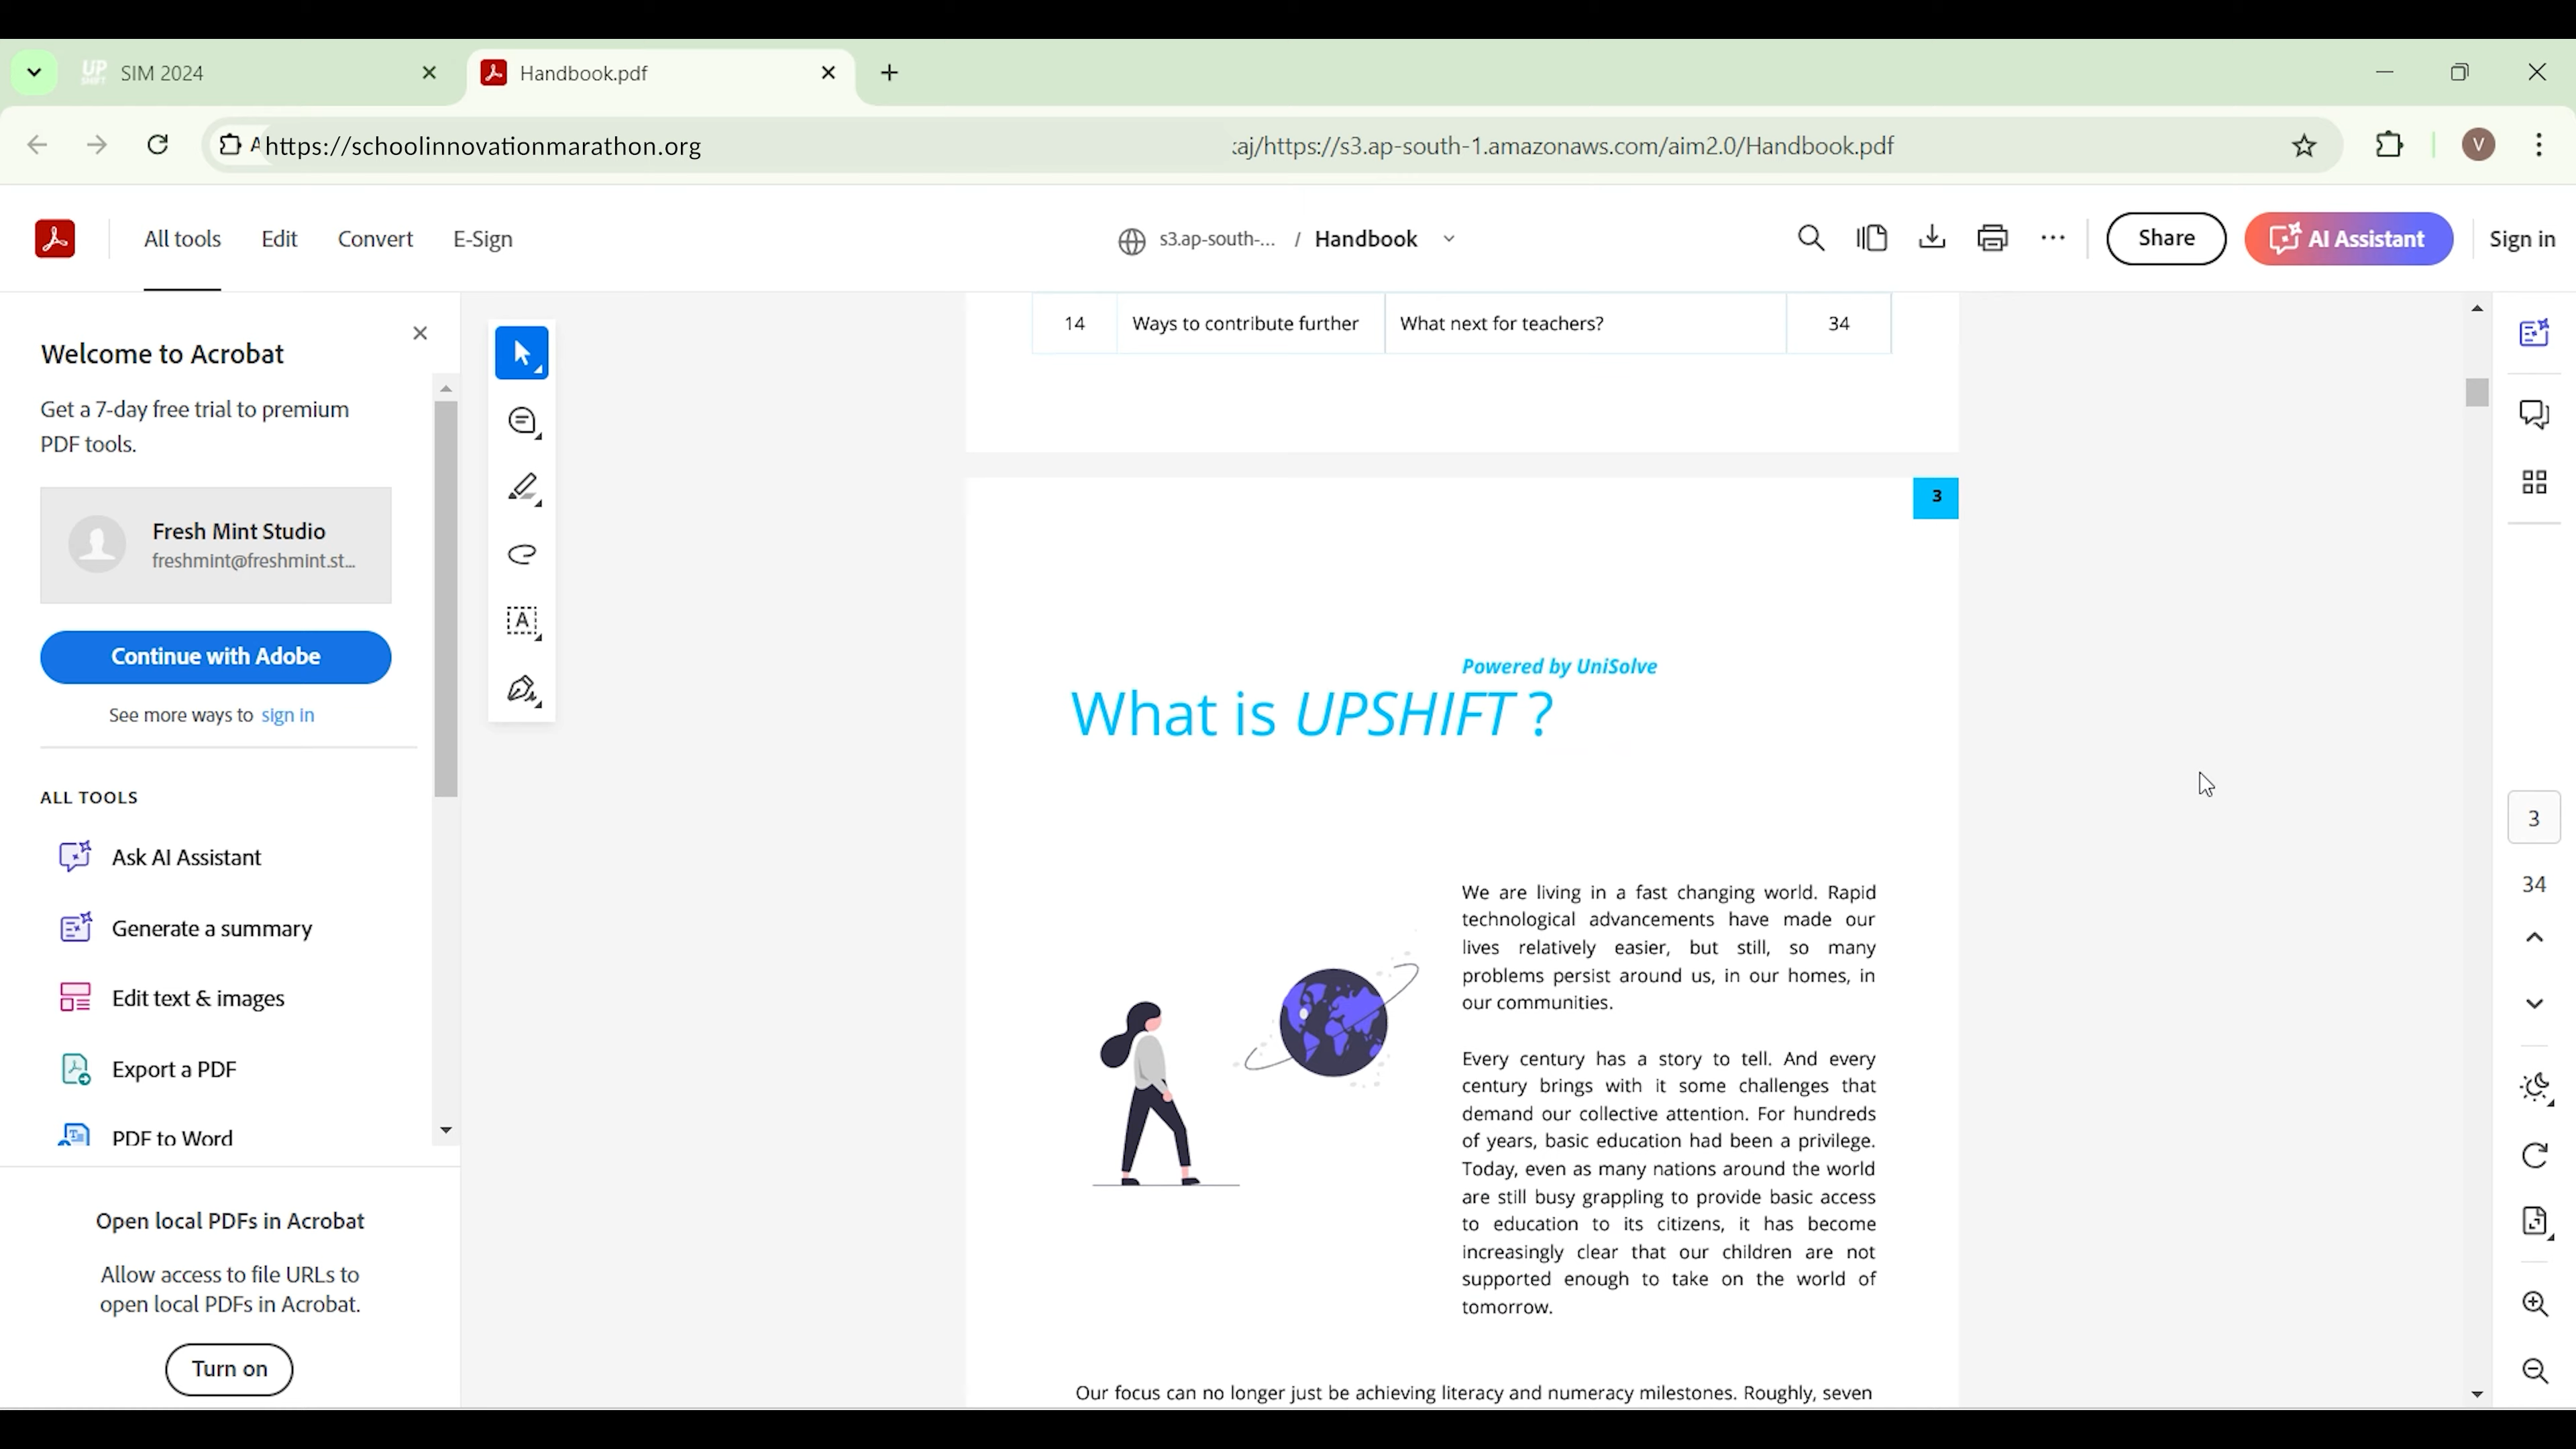 UP SHIFT SIM 2024
Handbook.pdf
https://schoolinnovationmarathon.org
kaj/https://s3.ap-south-1.amazonaws.com/aim2.0/Handbook.pdf
V
All tools
Edit
Convert
E-Sign
s3.ap-south-... / Handbook
Share
AI Assistant
Sign in
Welcome to Acrobat
Get a 7-day free trial to premium
PDF tools.
Fresh Mint Studio
freshmint@freshmint.st...
Continue with Adobe
See more ways to sign in
ALL TOOLS
Ask AI Assistant
Generate a summary
Edit text & images
Export a PDF
PDF to Word
Open local PDFs in Acrobat
Allow access to file URLs to
open local PDFs in Acrobat.
Turn on
A
14 Ways to contribute further What next for teachers? 34
3
Powered by UniSolve
What is UPSHIFT ?
We are living in a fast changing world. Rapid
technological advancements have made our
lives relatively easier, but still, so many
problems persist around us, in our homes, in
our communities.
Every century has a story to tell. And every
century brings with it some challenges that
demand our collective attention. For hundreds
of years, basic education had been a privilege.
Today, even as many nations around the world
are still busy grappling to provide basic access
to education to its citizens, it has become
increasingly clear that our children are not
supported enough to take on the world of
tomorrow.
Our focus can no longer just be achieving literacy and numeracy milestones. Roughly, seven
3
34